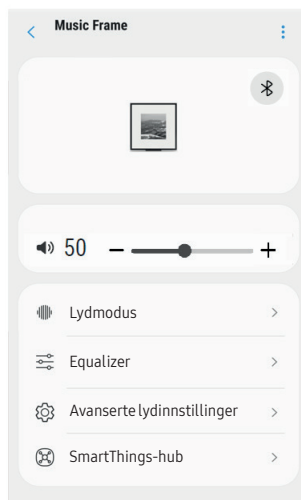 Music Frame
50
Lydmodus
Equalizer
Avanserte lydinnstillinger
SmartThings-hub